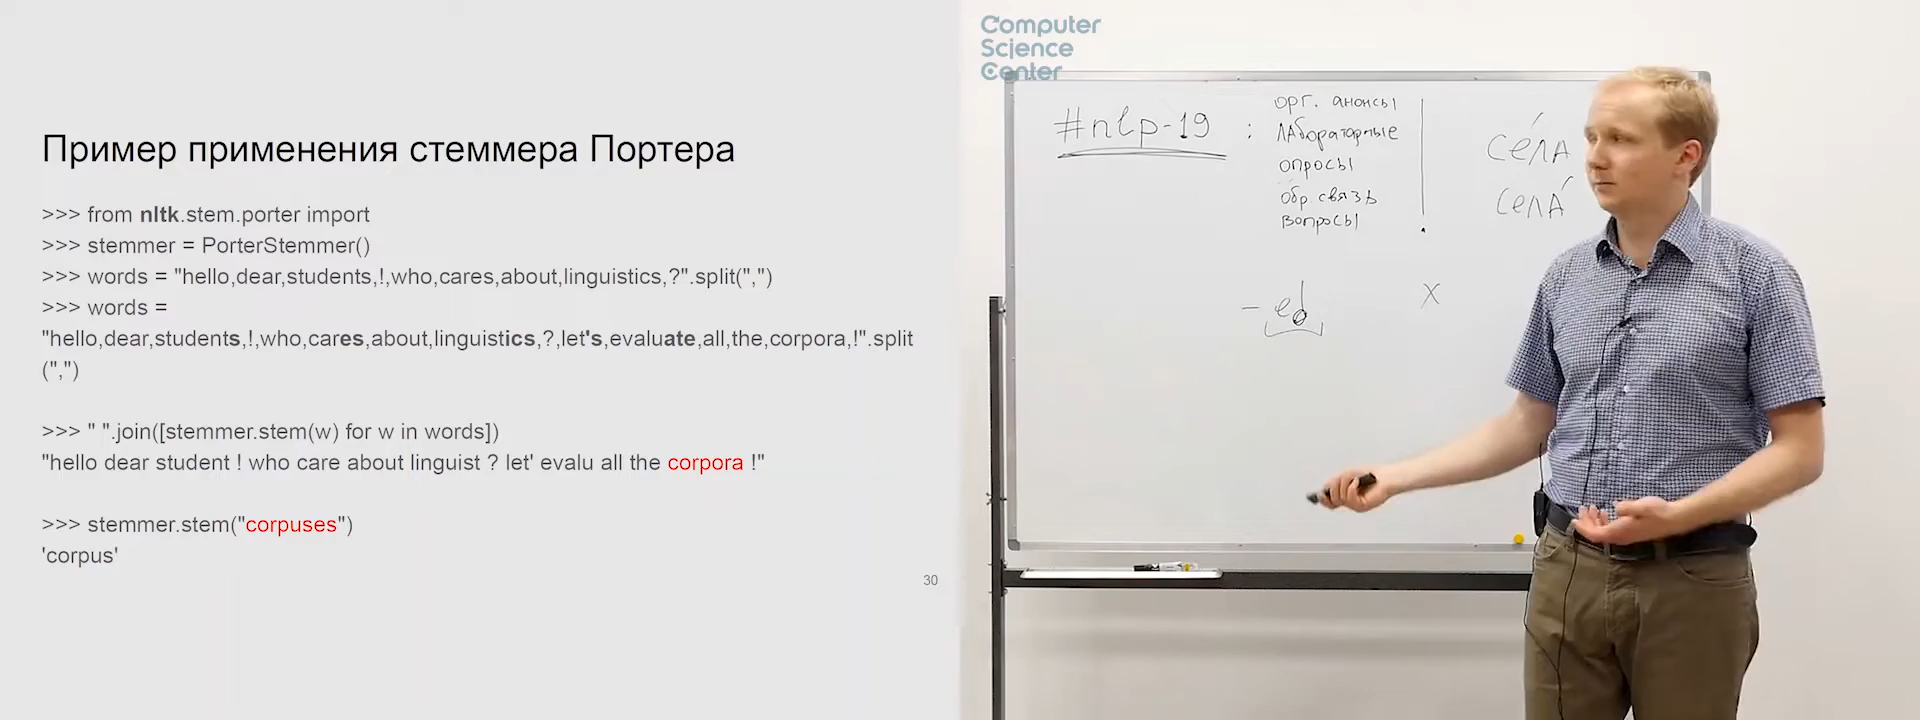 Пример применения стеммера Портера
>>> from nltk.stem.porter import
>>> stemmer = PorterStemmer()
>>> words = "hello,dear,students,!,who,cares,about,linguistics,?".split(",")
>>> words =
"hello,dear,students,!,who,cares,about,linguistics,?,let's,evaluate,all,the,corpora,!".split
(",")
>>> " ".join([stemmer.stem(w) for w in words])
"hello dear student ! who care about linguist ? let' evalu all the corpora !"
>>> stemmer.stem("corpuses")
'corpus'
30
Computer
Science
Center
#nlp-19 :
орг. анонсы
лабораторные
опросы
обр. связь
вопросы
се́ла
села́
-ed
x